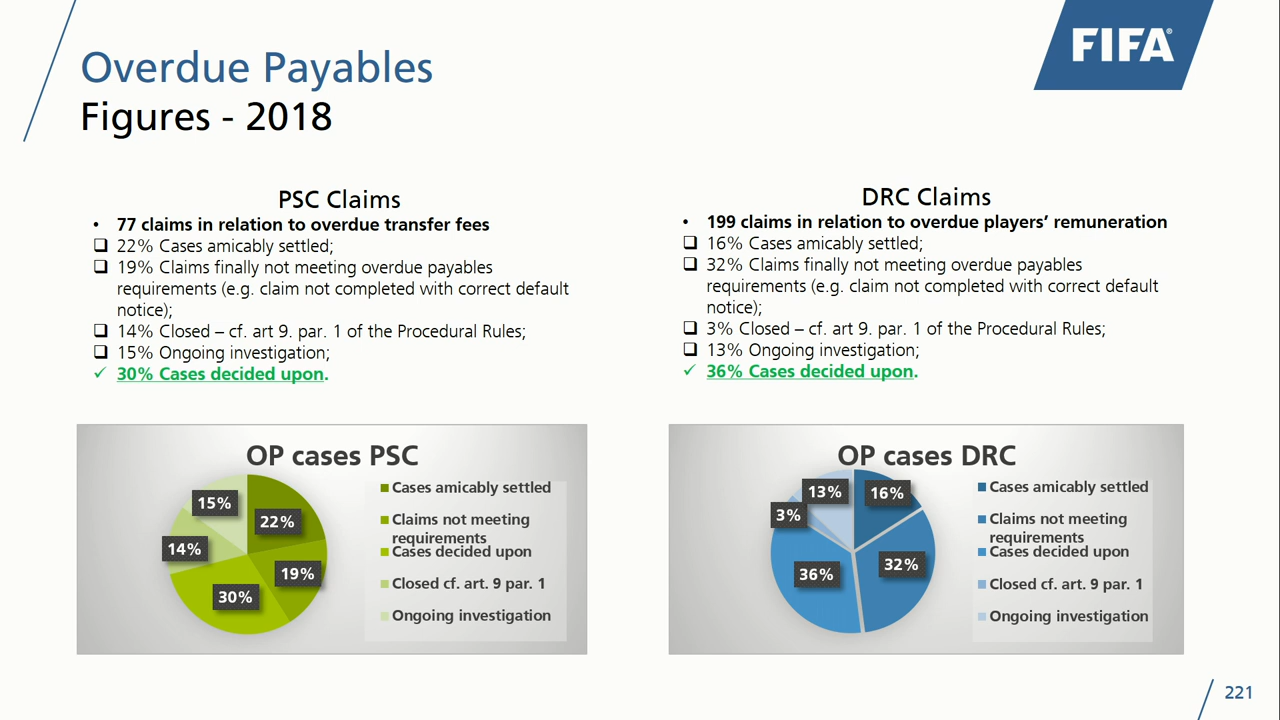 FIFA®
Overdue Payables
Figures - 2018
PSC Claims
• 77 claims in relation to overdue transfer fees
❑ 22% Cases amicably settled;
❑ 19% Claims finally not meeting overdue payables
requirements (e.g. claim not completed with correct default
notice);
❑ 14% Closed – cf. art 9. par. 1 of the Procedural Rules;
❑ 15% Ongoing investigation;
✓ 30% Cases decided upon.
DRC Claims
• 199 claims in relation to overdue players’ remuneration
❑ 16% Cases amicably settled;
❑ 32% Claims finally not meeting overdue payables
requirements (e.g. claim not completed with correct default
notice);
❑ 3% Closed – cf. art 9. par. 1 of the Procedural Rules;
❑ 13% Ongoing investigation;
✓ 36% Cases decided upon.
OP cases PSC
22%
19%
30%
14%
15%
Cases amicably settled
Claims not meeting
requirements
Cases decided upon
Closed cf. art. 9 par. 1
Ongoing investigation
OP cases DRC
16%
32%
36%
3%
13%
Cases amicably settled
Claims not meeting
requirements
Cases decided upon
Closed cf. art. 9 par. 1
Ongoing investigation
221